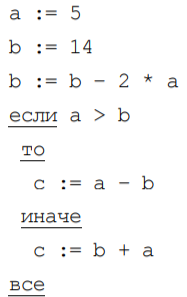 a := 5
b := 14
b := b – 2 * a
если a > b
то
c := a – b
иначе
c := b + a
все